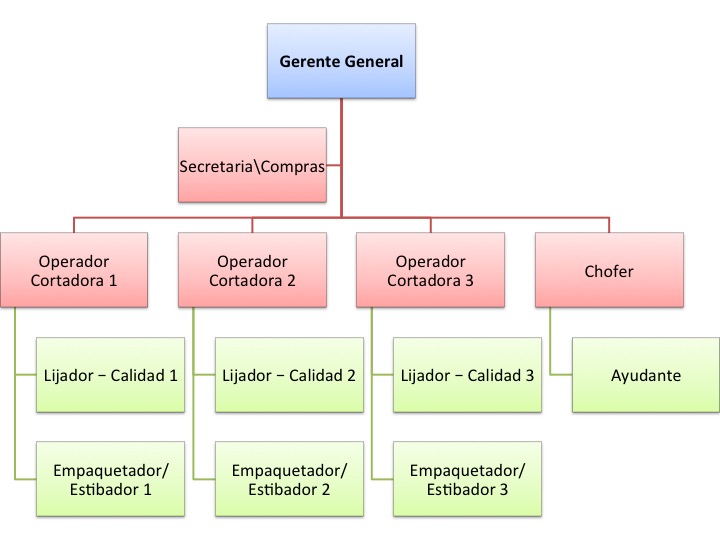 Gerente General
Secretaria\Compras
Operador
Cortadora 1
Operador
Cortadora 2
Operador
Cortadora 3
Chofer
Lijador – Calidad 1
Lijador – Calidad 2
Lijador – Calidad 3
Ayudante
Empaquetador/
Estibador 1
Empaquetador/
Estibador 2
Empaquetador/
Estibador 3